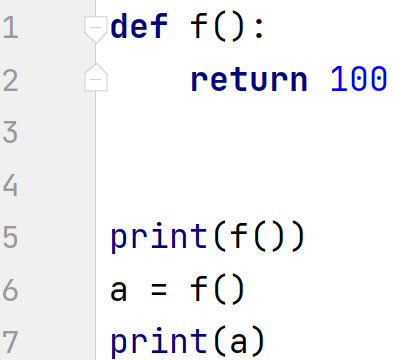 1 def f():
2     return 100
3
4
5 print(f())
6 a = f()
7 print(a)